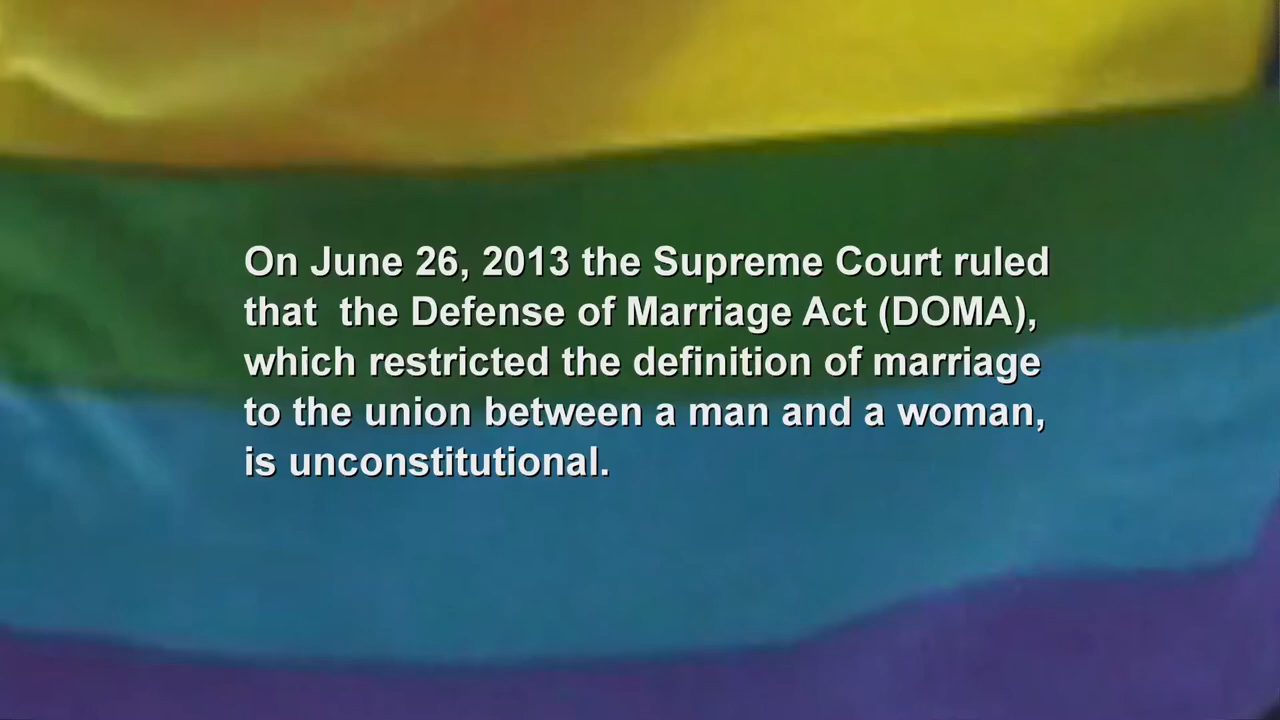 On June 26, 2013 the Supreme Court ruled
that  the Defense of Marriage Act (DOMA),
which restricted the definition of marriage
to the union between a man and a woman,
is unconstitutional.